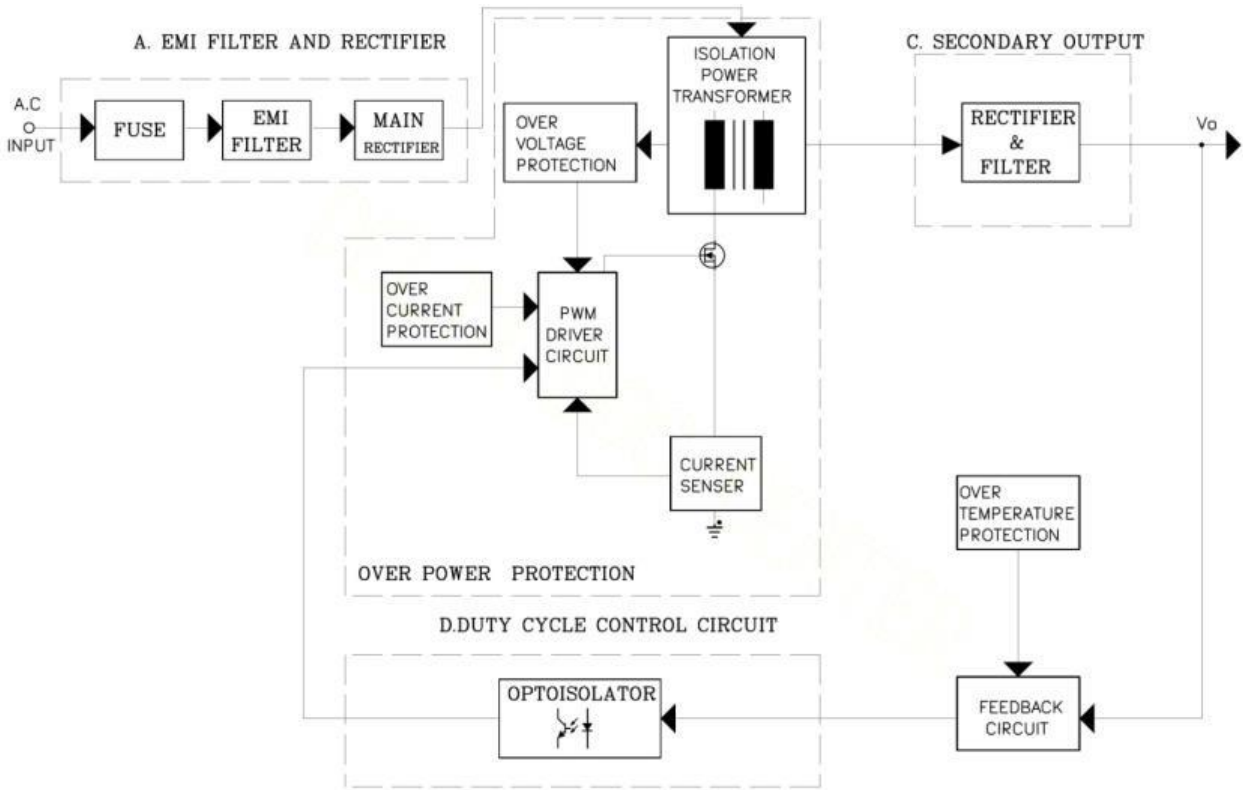 A. EMI FILTER AND RECTIFIER
A.C
INPUT
FUSE
EMI
FILTER
MAIN
RECTIFIER
ISOLATION
POWER
TRANSFORMER
OVER
VOLTAGE
PROTECTION
C. SECONDARY OUTPUT
RECTIFIER
&
FILTER
Vo
OVER
CURRENT
PROTECTION
PWM
DRIVER
CIRCUIT
CURRENT
SENSER
OVER POWER PROTECTION
OVER
TEMPERATURE
PROTECTION
D.DUTY CYCLE CONTROL CIRCUIT
OPTOISOLATOR
FEEDBACK
CIRCUIT